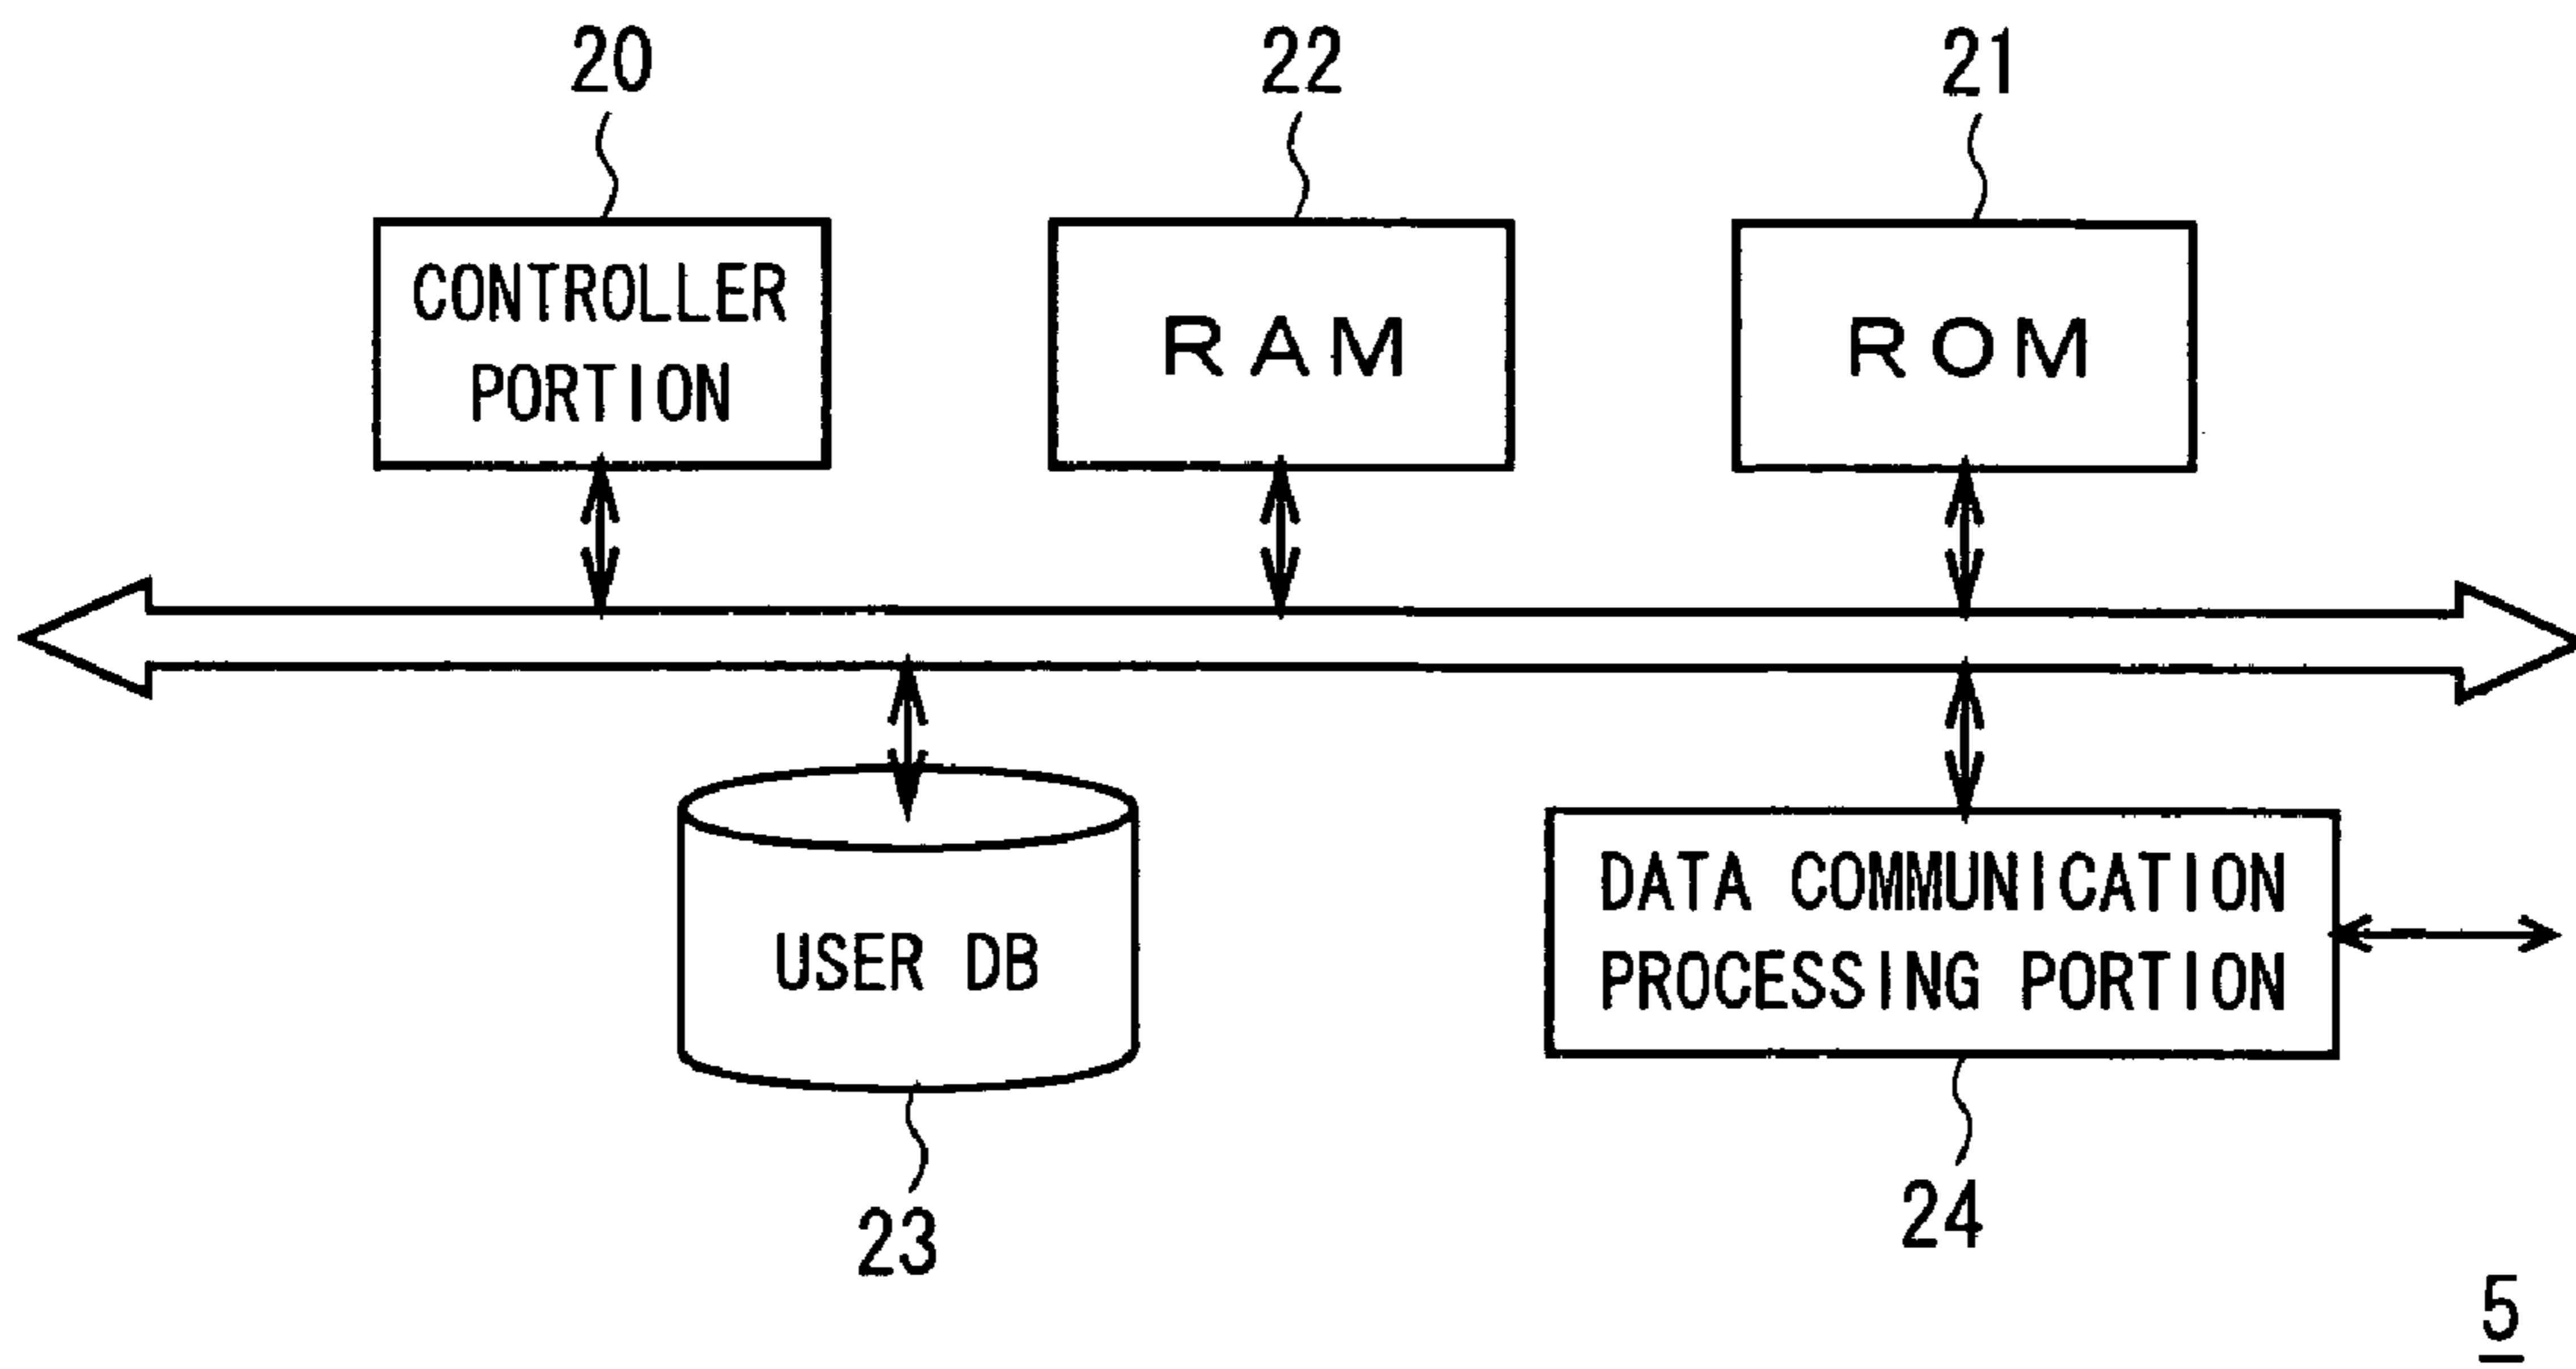 20
22
21
CONTROLLER
PORTION
RAM
ROM
USER DB
DATA COMMUNICATION
PROCESSING PORTION
23
24
5